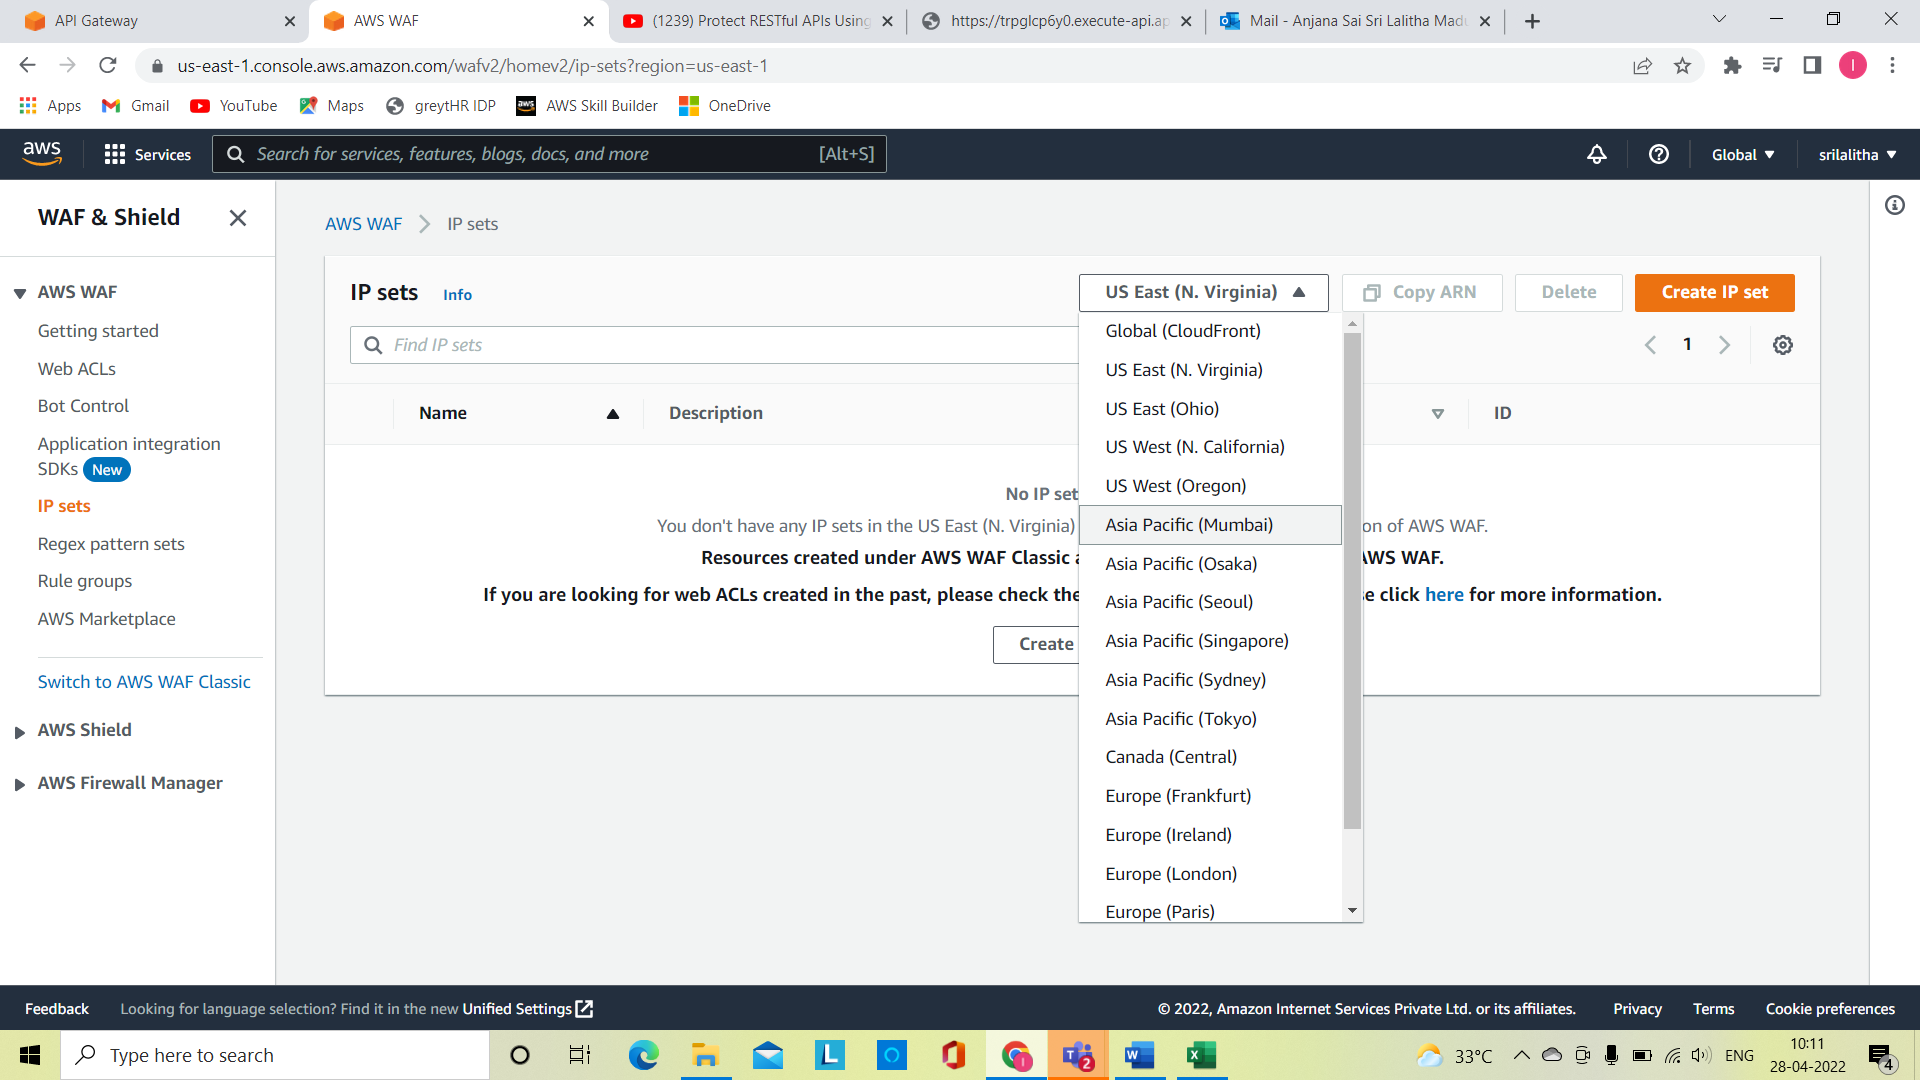 API Gateway
AWS WAF
(1239) Protect RESTful APIs Using
https://trpglcp6y0.execute-api.ap
Mail - Anjana Sai Sri Lalitha Madu
us-east-1.console.aws.amazon.com/wafv2/homev2/ip-sets?region=us-east-1
I
Apps
Gmail
YouTube
Maps
greytHR IDP
aws
AWS Skill Builder
OneDrive
aws
Services
Search for services, features, blogs, docs, and more
[Alt+S]
Global
srilalitha
WAF & Shield
AWS WAF
Getting started
Web ACLs
Bot Control
Application integration
SDKs New
IP sets
Regex pattern sets
Rule groups
AWS Marketplace
Switch to AWS WAF Classic
AWS Shield
AWS Firewall Manager
AWS WAF
IP sets
IP sets Info
US East (N. Virginia)
Copy ARN
Delete
Create IP set
Find IP sets
1
Name
Description
ID
No IP set
You don't have any IP sets in the US East (N. Virginia)
on of AWS WAF.
Resources created under AWS WAF Classic a
AWS WAF.
If you are looking for web ACLs created in the past, please check the
e click here for more information.
Create
Global (CloudFront)
US East (N. Virginia)
US East (Ohio)
US West (N. California)
US West (Oregon)
Asia Pacific (Mumbai)
Asia Pacific (Osaka)
Asia Pacific (Seoul)
Asia Pacific (Singapore)
Asia Pacific (Sydney)
Asia Pacific (Tokyo)
Canada (Central)
Europe (Frankfurt)
Europe (Ireland)
Europe (London)
Europe (Paris)
Feedback
Looking for language selection? Find it in the new Unified Settings
© 2022, Amazon Internet Services Private Ltd. or its affiliates.
Privacy
Terms
Cookie preferences
Type here to search
L
2
33°C
ENG
10:11
28-04-2022
4